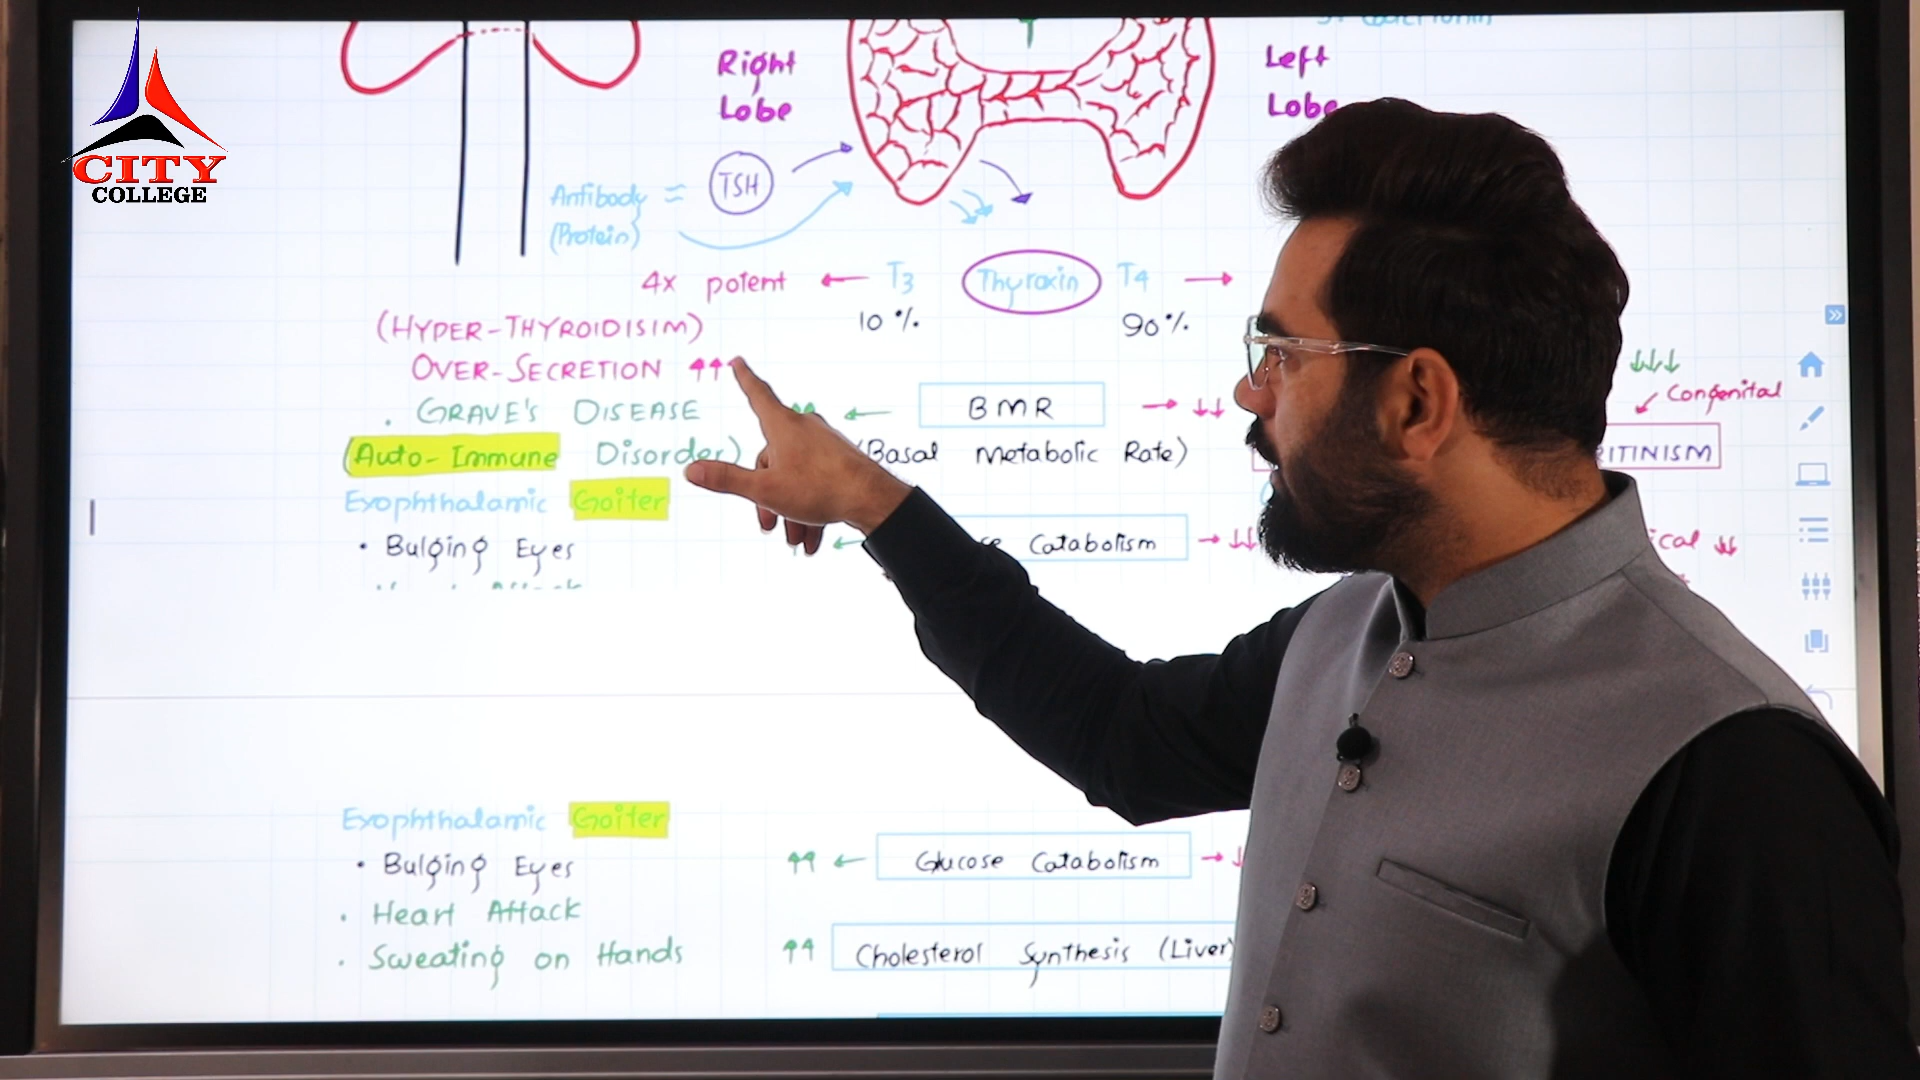 CITY
COLLEGE
Right
Lobe
Left
Lobe
Antibody = TSH
(Protein)
4x potent ← T3 Thyroxin T4 →
10% 90%
(HYPER-THYROIDISIM)
OVER-SECRETION ↑↑
. GRAVE'S DISEASE
← BMR → ↓↓
↓↓↓
Congenital
(Auto-Immune Disorder)
(Basal Metabolic Rate)
RITINISM
Exophthalamic Goiter
• Bulging Eyes
← Catabolism → ↓↓
ical ↓↓
Exophthalamic Goiter
• Bulging Eyes
↑↑ ← Glucose Catabolism →
. Heart Attack
. Sweating on Hands
↑↑ Cholesterol Synthesis (Liver)